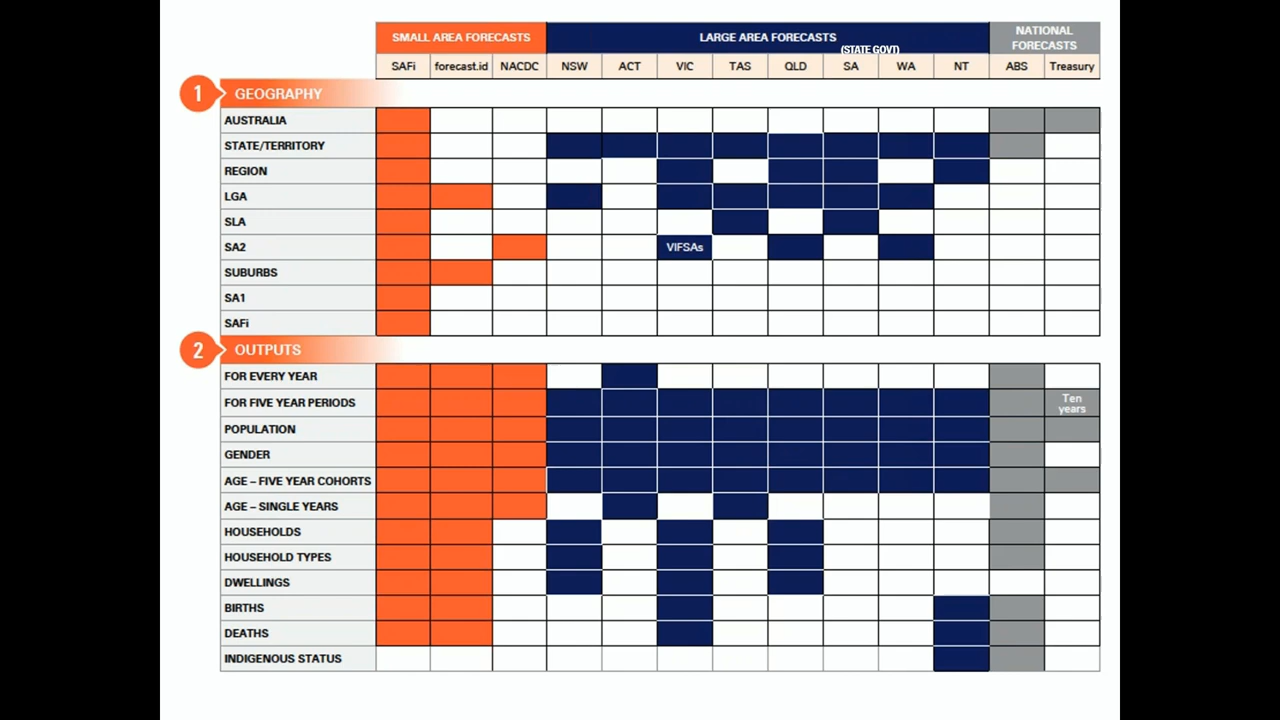 SMALL AREA FORECASTS LARGE AREA FORECASTS (STATE GOVT) NATIONAL FORECASTS
SAFi forecast.id NACDC NSW ACT VIC TAS QLD SA WA NT ABS Treasury
1 GEOGRAPHY
AUSTRALIA
STATE/TERRITORY
REGION
LGA
SLA
SA2 VIFSAs
SUBURBS
SA1
SAFi
2 OUTPUTS
FOR EVERY YEAR
FOR FIVE YEAR PERIODS Ten years
POPULATION
GENDER
AGE – FIVE YEAR COHORTS
AGE – SINGLE YEARS
HOUSEHOLDS
HOUSEHOLD TYPES
DWELLINGS
BIRTHS
DEATHS
INDIGENOUS STATUS